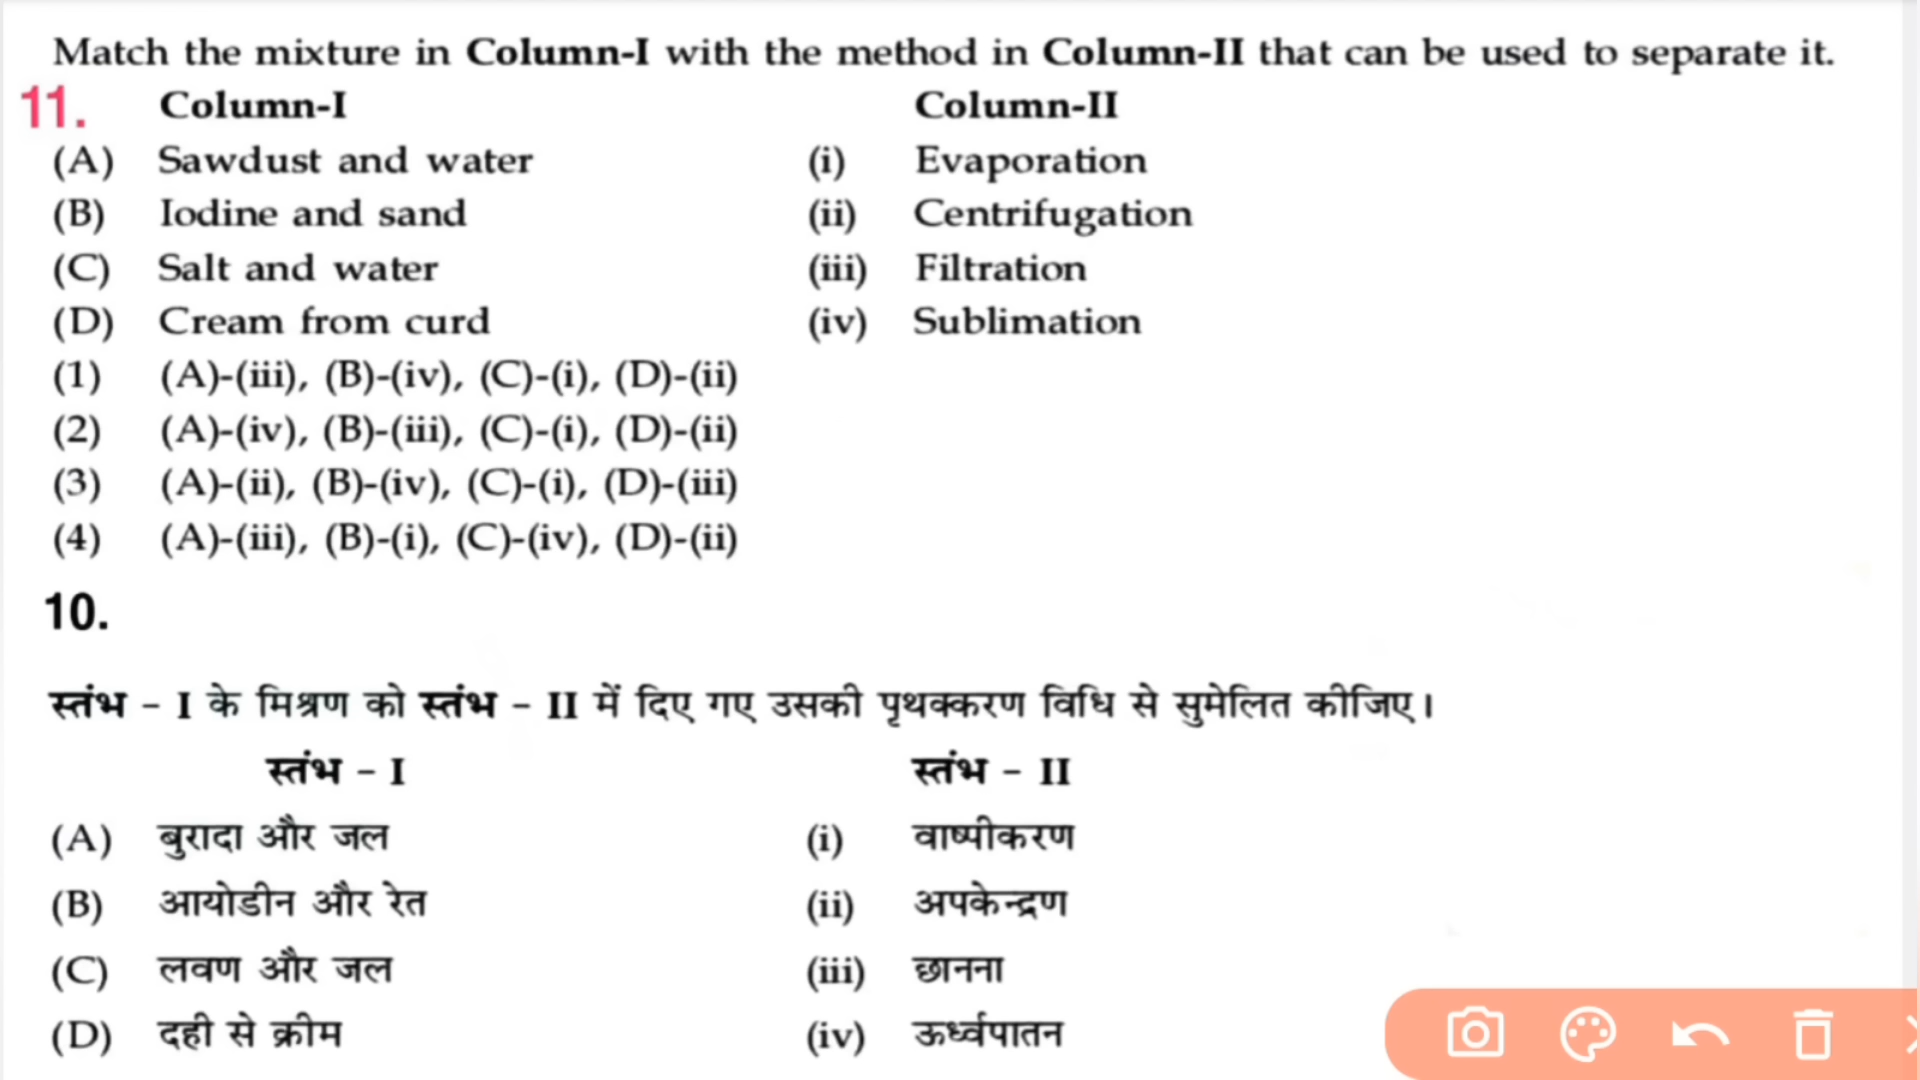 Match the mixture in Column-I with the method in Column-II that can be used to separate it.
11. Column-I Column-II
(A) Sawdust and water (i) Evaporation
(B) Iodine and sand (ii) Centrifugation
(C) Salt and water (iii) Filtration
(D) Cream from curd (iv) Sublimation
(1) (A)-(iii), (B)-(iv), (C)-(i), (D)-(ii)
(2) (A)-(iv), (B)-(iii), (C)-(i), (D)-(ii)
(3) (A)-(ii), (B)-(iv), (C)-(i), (D)-(iii)
(4) (A)-(iii), (B)-(i), (C)-(iv), (D)-(ii)
10.
स्तंभ - I के मिश्रण को स्तंभ - II में दिए गए उसकी पृथक्करण विधि से सुमेलित कीजिए।
स्तंभ - I स्तंभ - II
(A) बुरादा और जल (i) वाष्पीकरण
(B) आयोडीन और रेत (ii) अपकेन्द्रण
(C) लवण और जल (iii) छानना
(D) दही से क्रीम (iv) ऊर्ध्वपातन